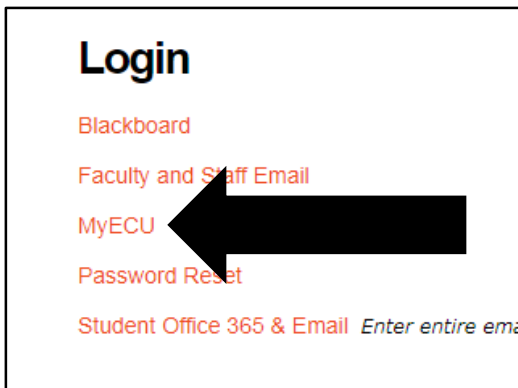 Login
Blackboard
Faculty and Staff Email
MyECU
Password Reset
Student Office 365 & Email Enter entire